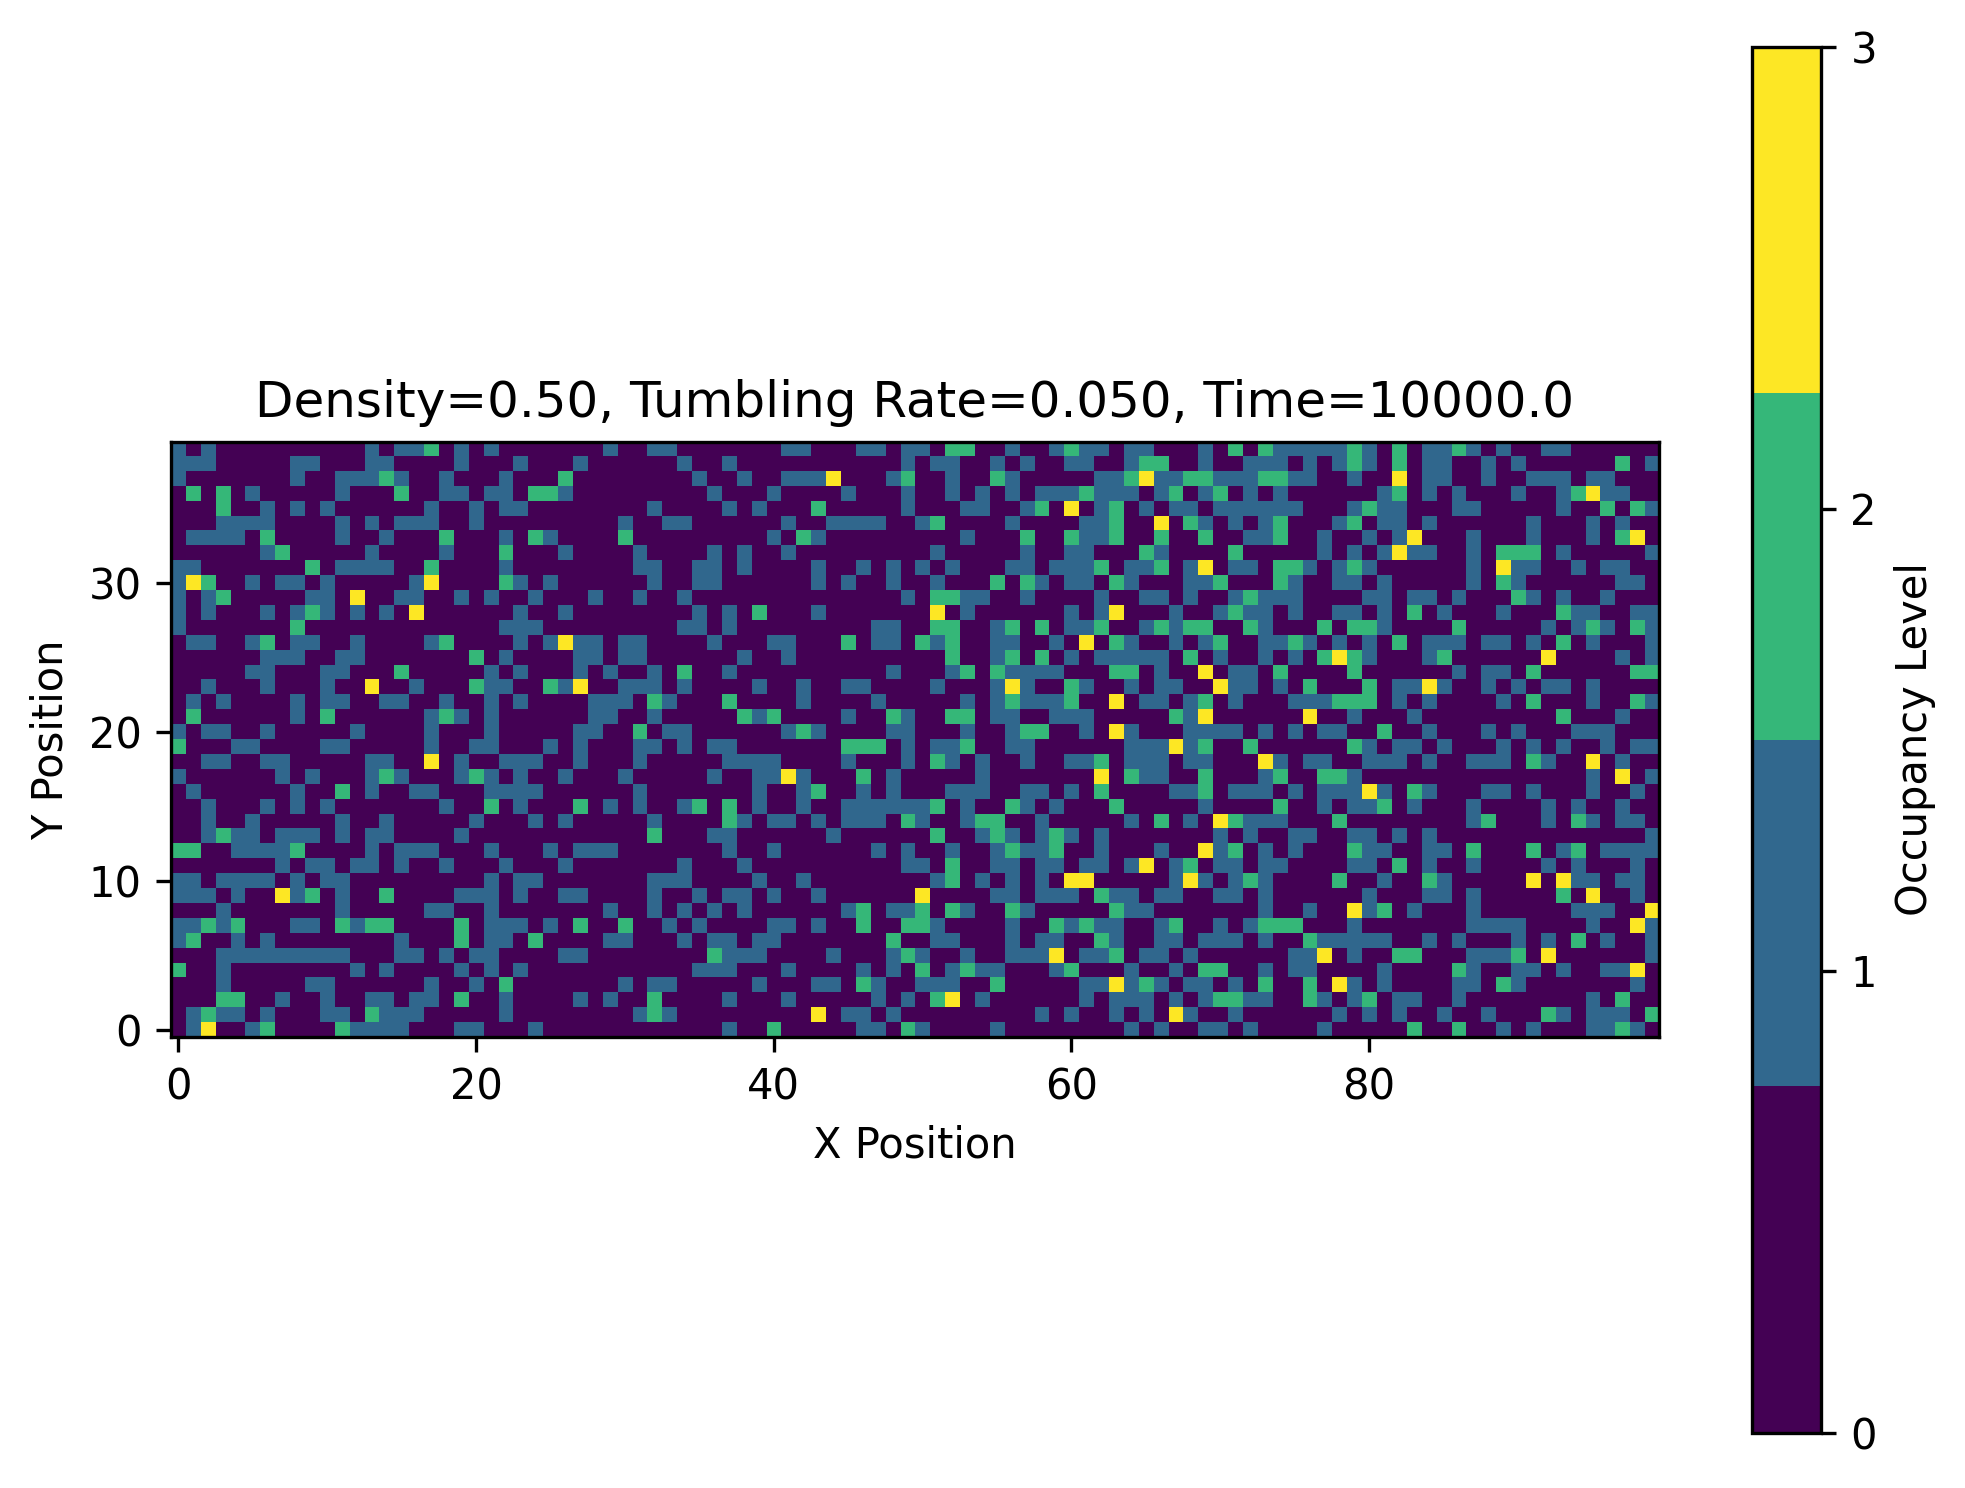 Density=0.50, Tumbling Rate=0.050, Time=10000.0
30
20
10
0
Y Position
0 20 40 60 80
X Position
3
2
1
0
Occupancy Level